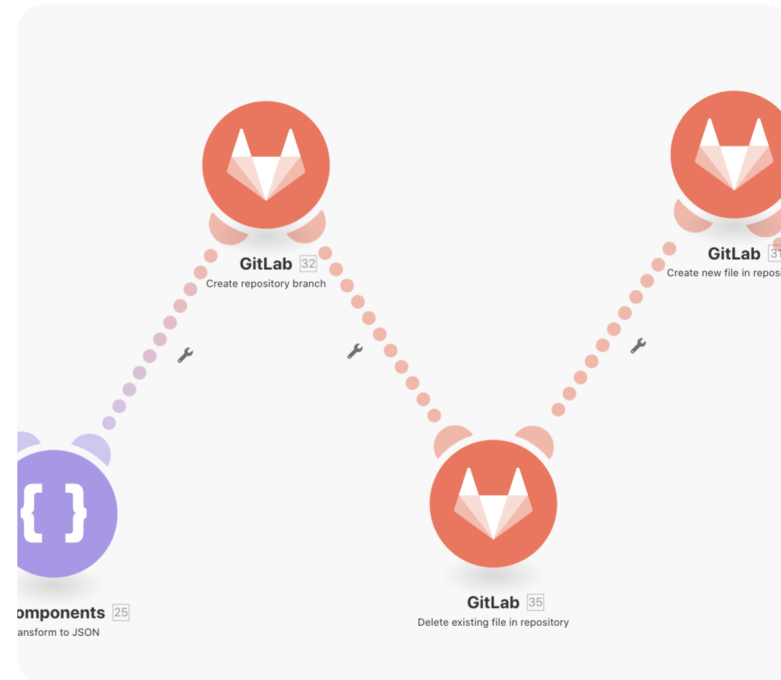 GitLab 32
Create repository branch
GitLab 31
Create new file in reposi
{ }
GitLab 35
Delete existing file in repository
omponents 25
ansform to JSON